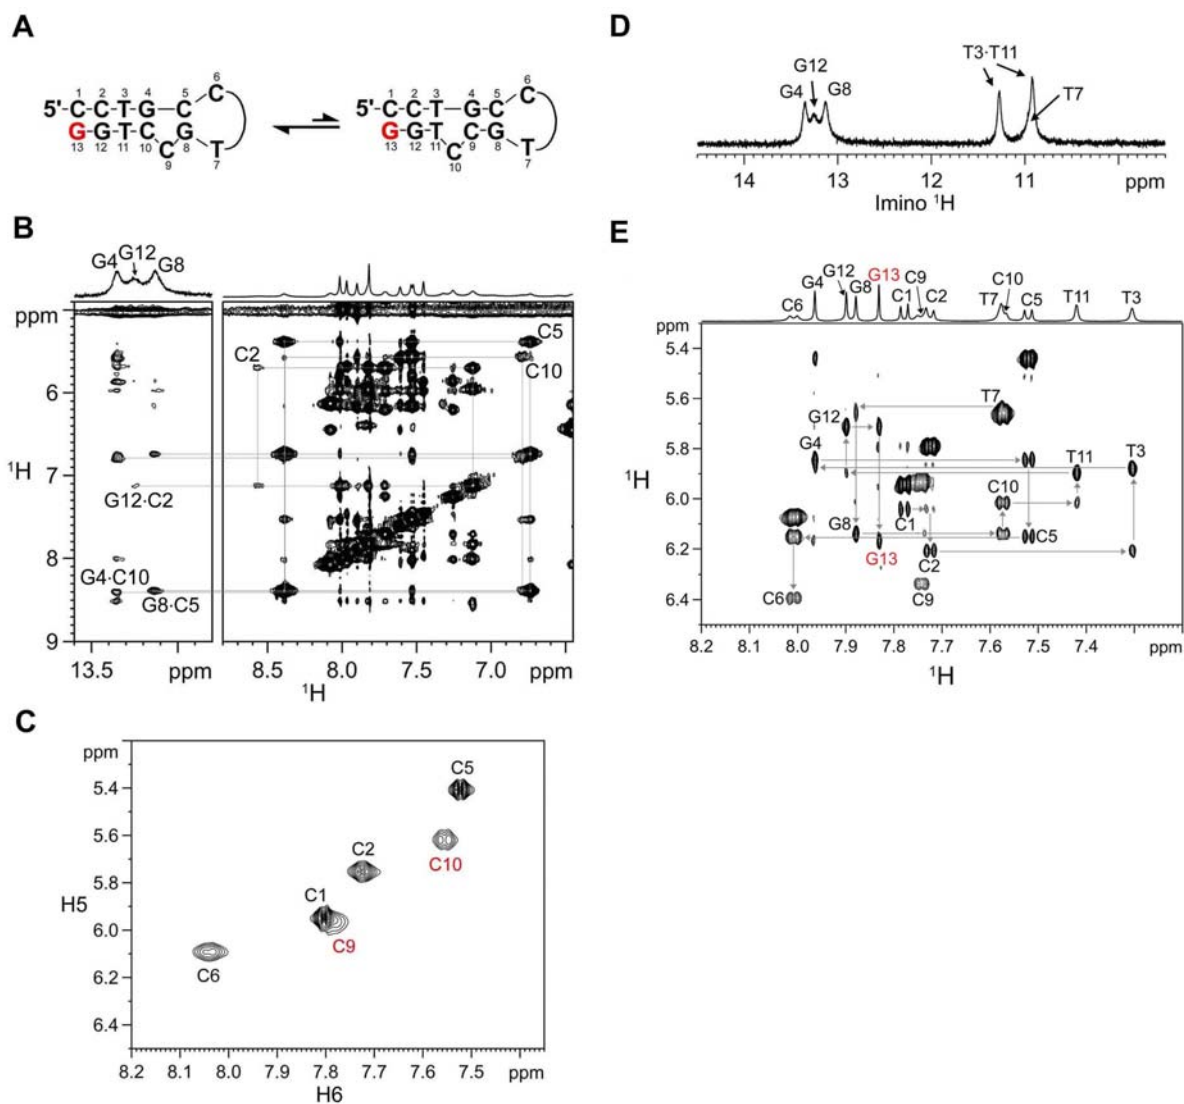 A
1 2 3 4 5 6
5' C C T G C C
G G T C G T
13 12 11 10 8 7
C
9
1 2 3 4 5 6
5' C C T G C C
G G T C G T
13 12 11 9 8 7
C
10
B
G4 G12 G8
ppm
6
7
8
9
1H
C2
C5
C10
G12·C2
G4·C10
G8·C5
13.5 ppm 8.5 8.0 7.5 7.0 ppm
1H
C
ppm
5.4
5.6
5.8
6.0
6.2
6.4
H5
C5
C10
C2
C1
C9
C6
8.2 8.1 8.0 7.9 7.8 7.7 7.6 7.5 ppm
H6
D
T3·T11
G12
G4 G8
T7
14 13 12 11 ppm
Imino 1H
E
C6 G4 G12 G8 G13 C1 C9 C2 T7 C10 C5 T11 T3
5.4
5.6
5.8
6.0
6.2
6.4
1H
T7
G12
G4
T11 T3
C10
G8 C1
C5
G13 C2
C6 C9
8.2 8.1 8.0 7.9 7.8 7.7 7.6 7.5 7.4 ppm
1H